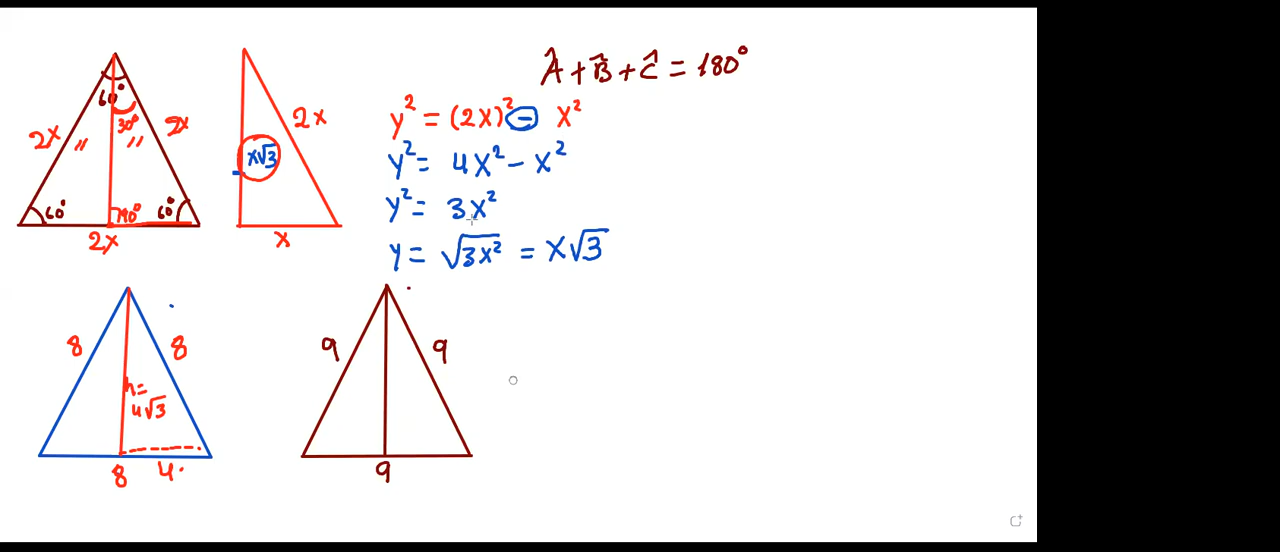 Â + B̂ + Ĉ = 180°
60°
30°
2x
2x
60°
90°
60°
2x
2x
x√3
x
y² = (2x)² - x²
y² = 4x² - x²
y² = 3x²
y = √3x² = x√3
8
8
h=
4√3
8
4
9
9
9